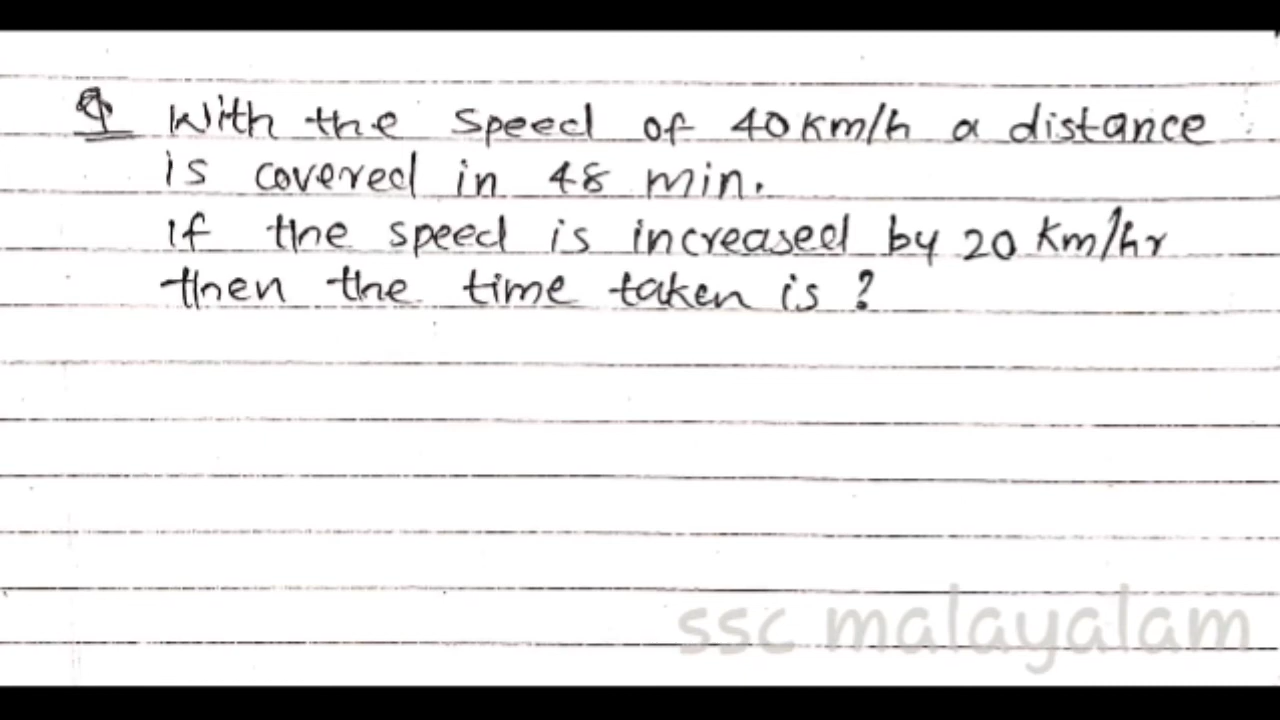 Q With the speed of 40 km/h a distance
is covered in 48 min.
If the speed is increased by 20 km/hr
then the time taken is ?
ssc malayalam